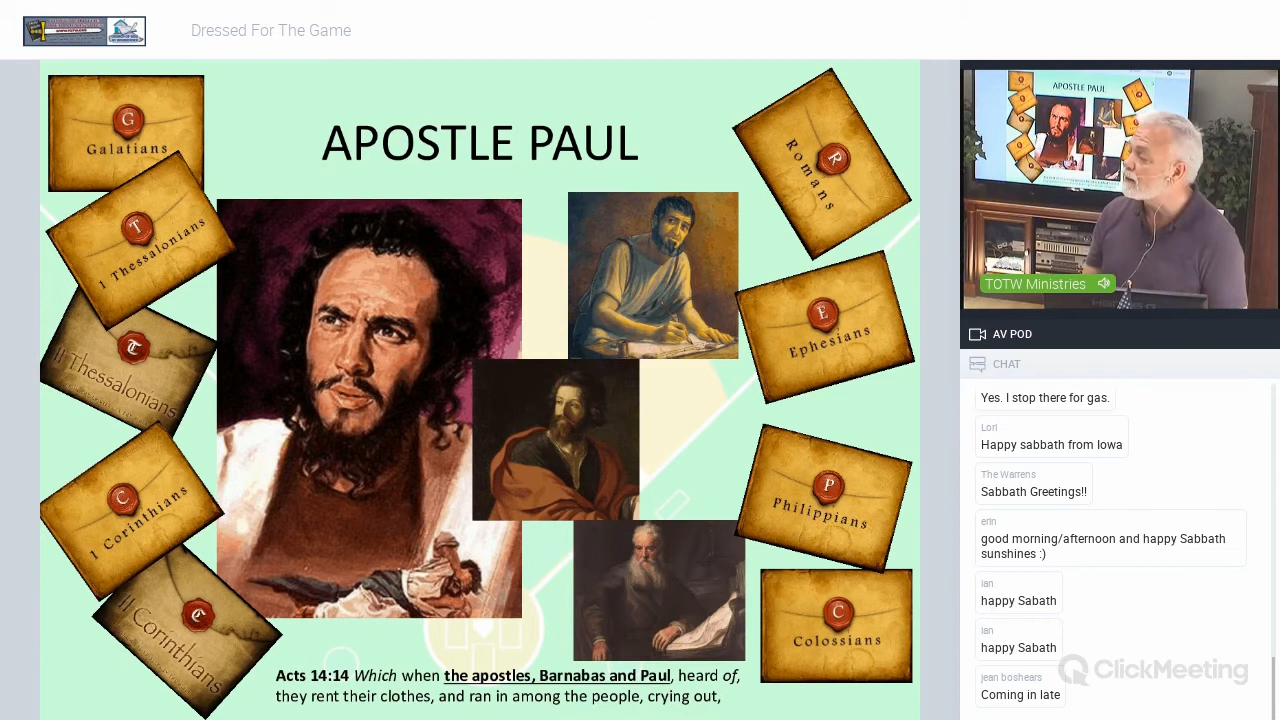 Dressed For The Game
APOSTLE PAUL
G
Galatians
T
1 Thessalonians
T
II Thessalonians
C
1 Corinthians
C
II Corinthians
R
Romans
E
Ephesians
P
Philippians
C
Colossians
Acts 14:14 Which when the apostles, Barnabas and Paul, heard of,
they rent their clothes, and ran in among the people, crying out,
APOSTLE PAUL
TOTW Ministries
AV POD
CHAT
Yes. I stop there for gas.
Lori
Happy sabbath from Iowa
The Warrens
Sabbath Greetings!!
erin
good morning/afternoon and happy Sabbath
sunshines :)
ian
happy Sabath
ian
happy Sabath
jean boshears
Coming in late
ClickMeeting